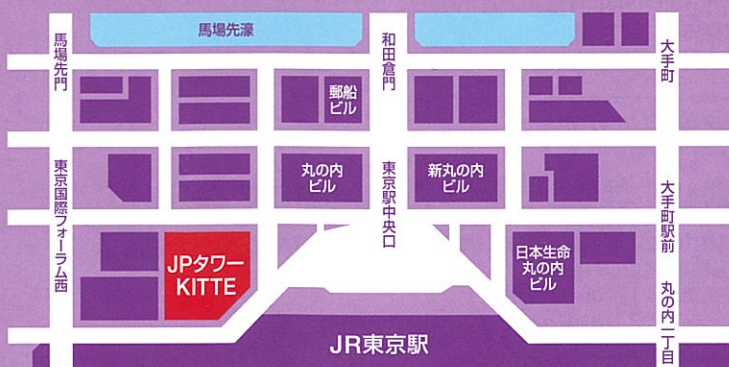 馬場先濠
馬場先門
和田倉門
大手町
郵船
ビル
丸の内
ビル
新丸の内
ビル
東京国際フォーラム西
東京駅中央口
大手町駅前
JPタワー
KITTE
日本生命
丸の内
ビル
丸の内一丁目
JR東京駅